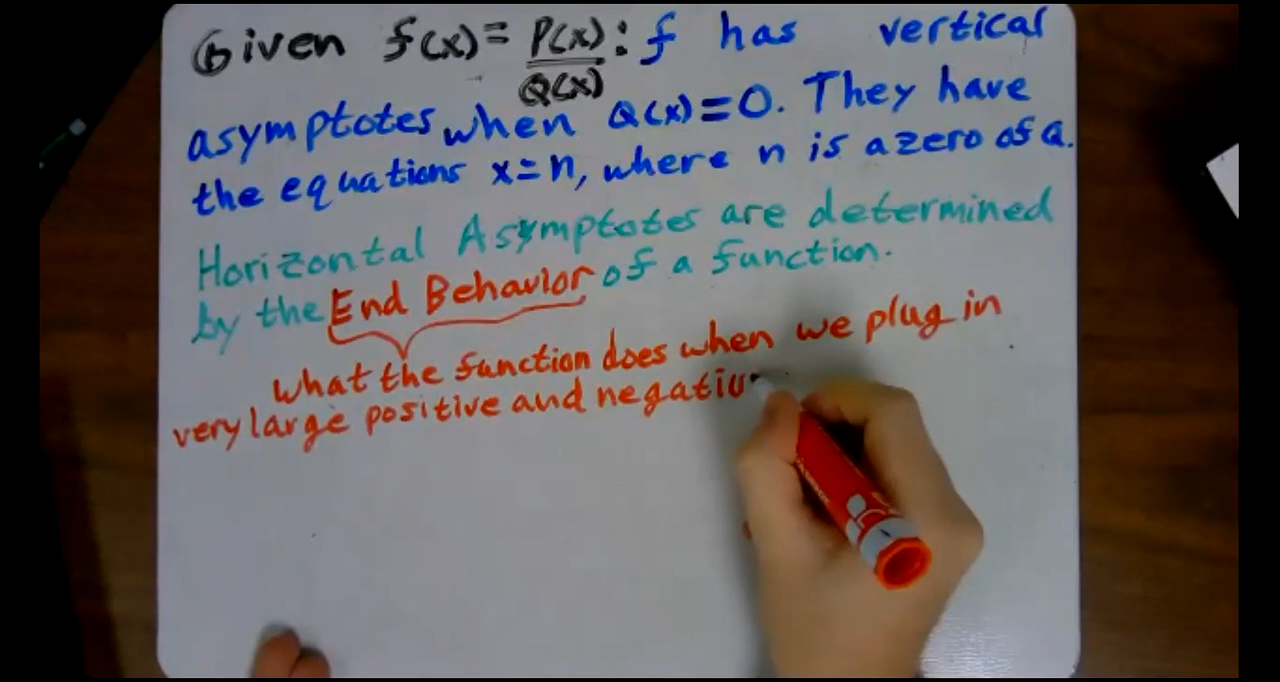 Given f(x) = P(x)/Q(x): f has vertical
asymptotes when Q(x)=0. They have
the equations x=n, where n is a zero of Q.
Horizontal Asymptotes are determined
by the End Behavior of a function.
what the function does when we plug in
very large positive and negativ